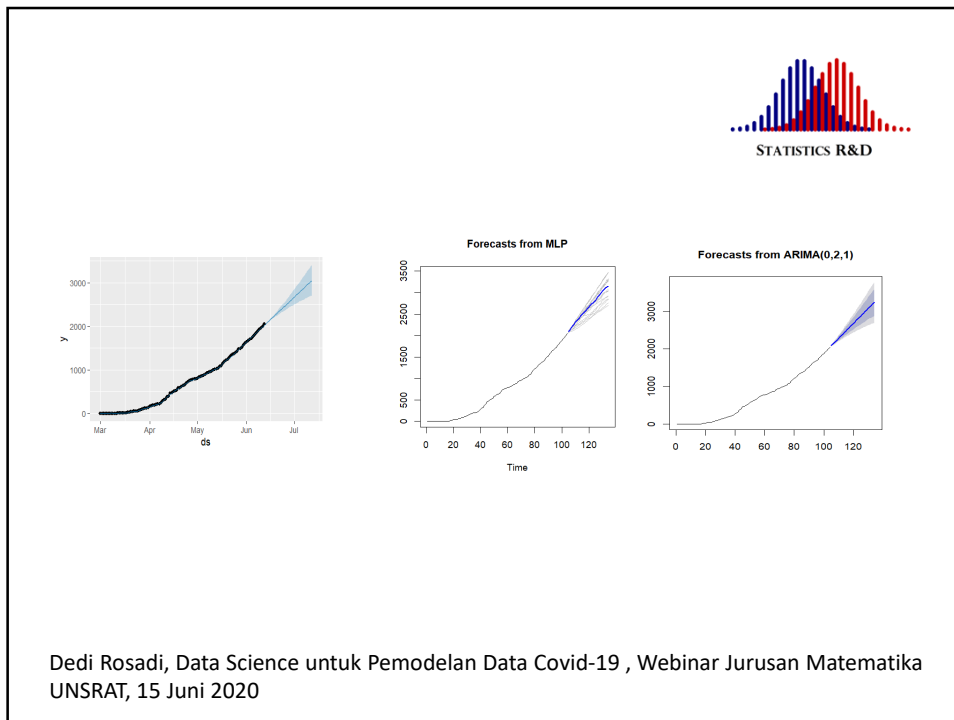 STATISTICS R&D
3000
2000
1000
0
y
Mar Apr May Jun Jul
ds
Forecasts from MLP
3500
2500
1500
500
0
0 20 40 60 80 100 120
Time
Forecasts from ARIMA(0,2,1)
3000
2000
1000
0
0 20 40 60 80 100 120
Dedi Rosadi, Data Science untuk Pemodelan Data Covid-19 , Webinar Jurusan Matematika
UNSRAT, 15 Juni 2020